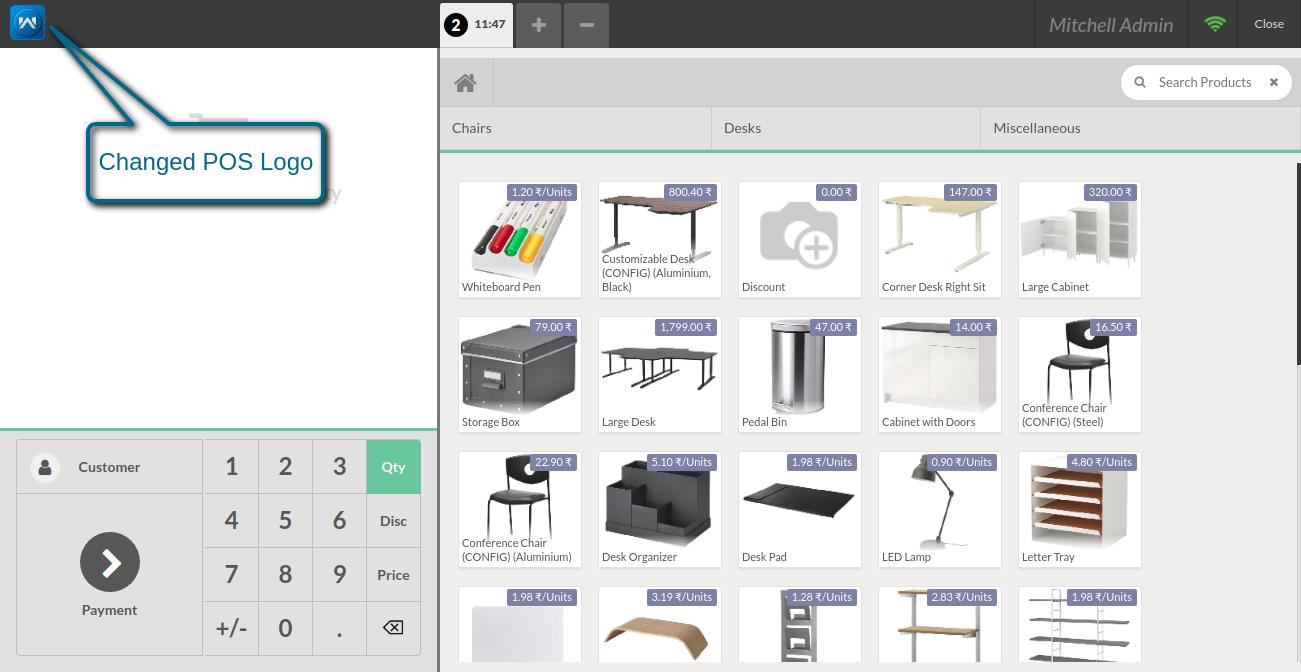 2 11:47 + −
Mitchell Admin
Close
Changed POS Logo
ty
Search Products ✖
Chairs
Desks
Miscellaneous
1.20 ₹/Units
Whiteboard Pen
800.40 ₹
Customizable Desk
(CONFIG) (Aluminium,
Black)
0.00 ₹
Discount
147.00 ₹
Corner Desk Right Sit
320.00 ₹
Large Cabinet
79.00 ₹
Storage Box
1,799.00 ₹
Large Desk
47.00 ₹
Pedal Bin
14.00 ₹
Cabinet with Doors
16.50 ₹
Conference Chair
(CONFIG) (Steel)
22.90 ₹
Conference Chair
(CONFIG) (Aluminium)
5.10 ₹/Units
Desk Organizer
1.98 ₹/Units
Desk Pad
0.90 ₹/Units
LED Lamp
4.80 ₹/Units
Letter Tray
1.98 ₹/Units
3.19 ₹/Units
1.28 ₹/Units
2.83 ₹/Units
1.98 ₹/Units
Customer
Payment
1 2 3 Qty
4 5 6 Disc
7 8 9 Price
+/- 0 .